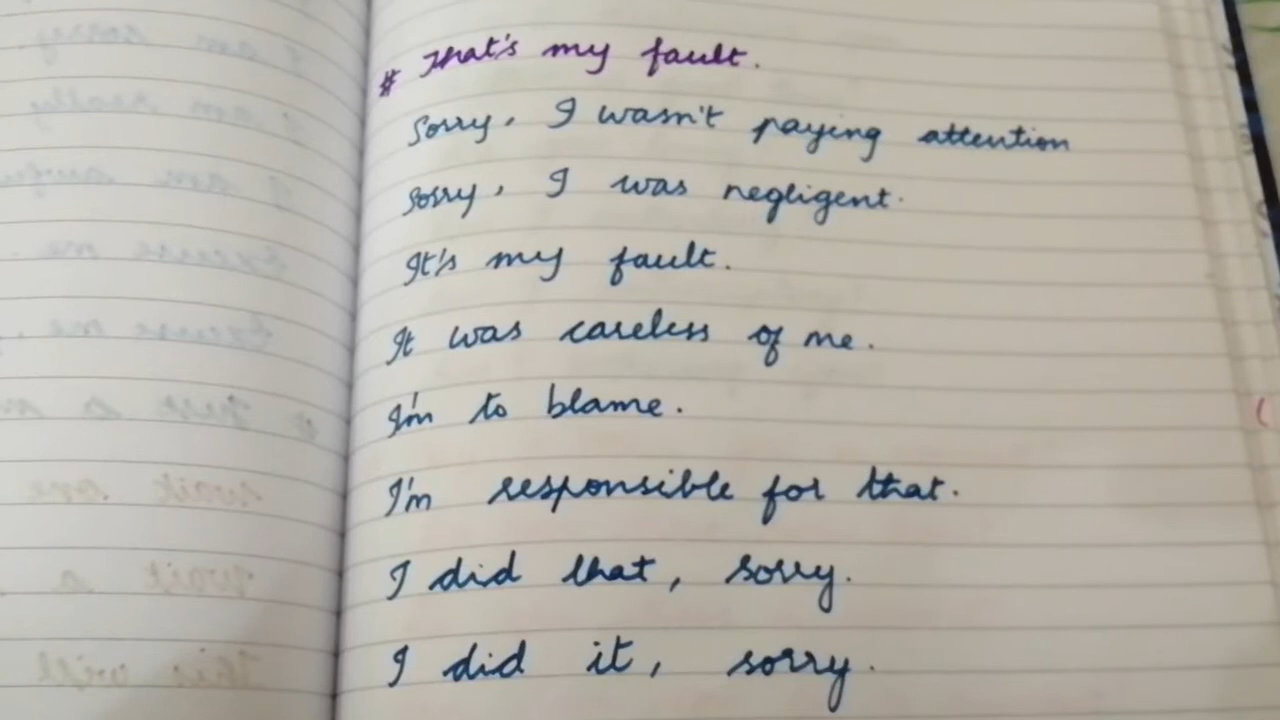 # That's my fault.
Sorry, I wasn't paying attention
Sorry, I was negligent.
It's my fault.
It was careless of me.
I'm to blame.
I'm responsible for that.
I did that, sorry.
I did it, sorry.